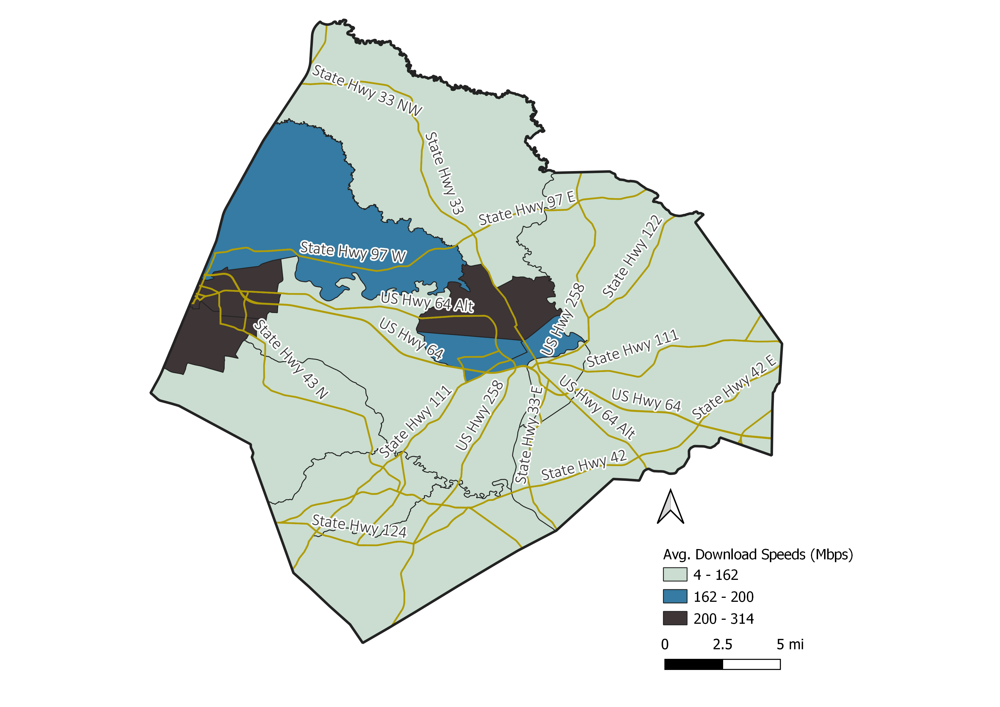 State Hwy 33 NW
State Hwy 33
State Hwy 97 E
State Hwy 122
State Hwy 97 W
US Hwy 258
US Hwy 64 Alt
US Hwy 64
State Hwy 43 N
State Hwy 111
State Hwy 42 E
State Hwy 111
US Hwy 258
State Hwy 33 E
US Hwy 64 Alt
US Hwy 64
State Hwy 42
State Hwy 124
Avg. Download Speeds (Mbps)
4 - 162
162 - 200
200 - 314
0 2.5 5 mi